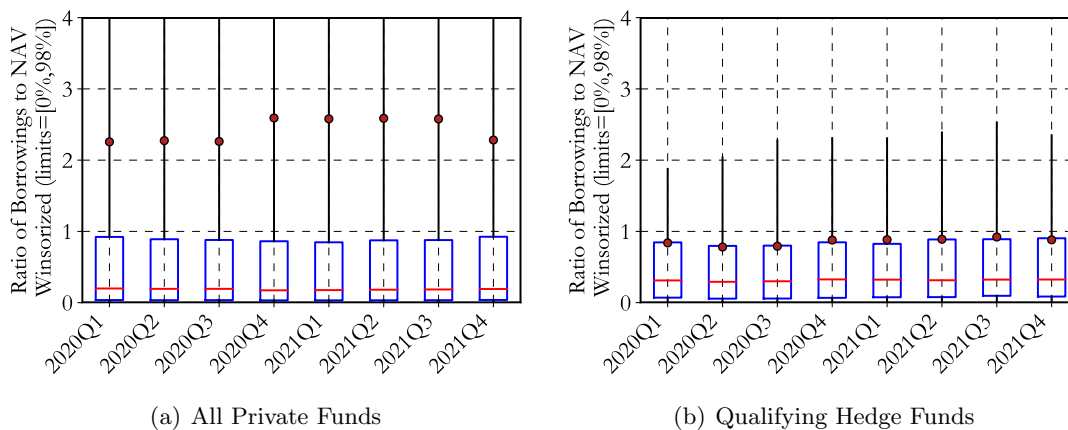 Ratio of Borrowings to NAV
Winsorized (limits=[0%,98%]
4
3
2
1
0
2020Q1
2020Q2
2020Q3
2020Q4
2021Q1
2021Q2
2021Q3
2021Q4
(a) All Private Funds
Ratio of Borrowings to NAV
Winsorized (limits=[0%,98%]
4
3
2
1
0
2020Q1
2020Q2
2020Q3
2020Q4
2021Q1
2021Q2
2021Q3
2021Q4
(b) Qualifying Hedge Funds